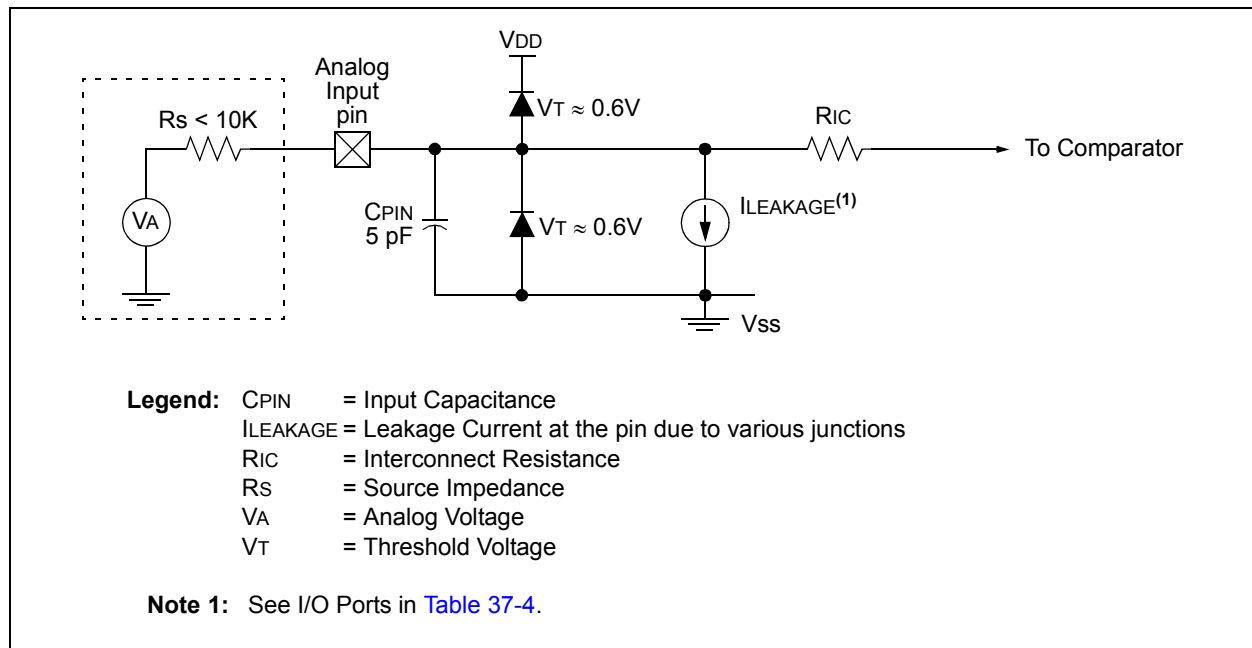 VDD
Analog
Input
pin
Rs < 10K
VT ≈ 0.6V
RIC
To Comparator
VA
CPIN
5 pF
VT ≈ 0.6V
ILEAKAGE(1)
Vss
Legend: CPIN = Input Capacitance
ILEAKAGE = Leakage Current at the pin due to various junctions
RIC = Interconnect Resistance
RS = Source Impedance
VA = Analog Voltage
VT = Threshold Voltage
Note 1: See I/O Ports in Table 37-4.